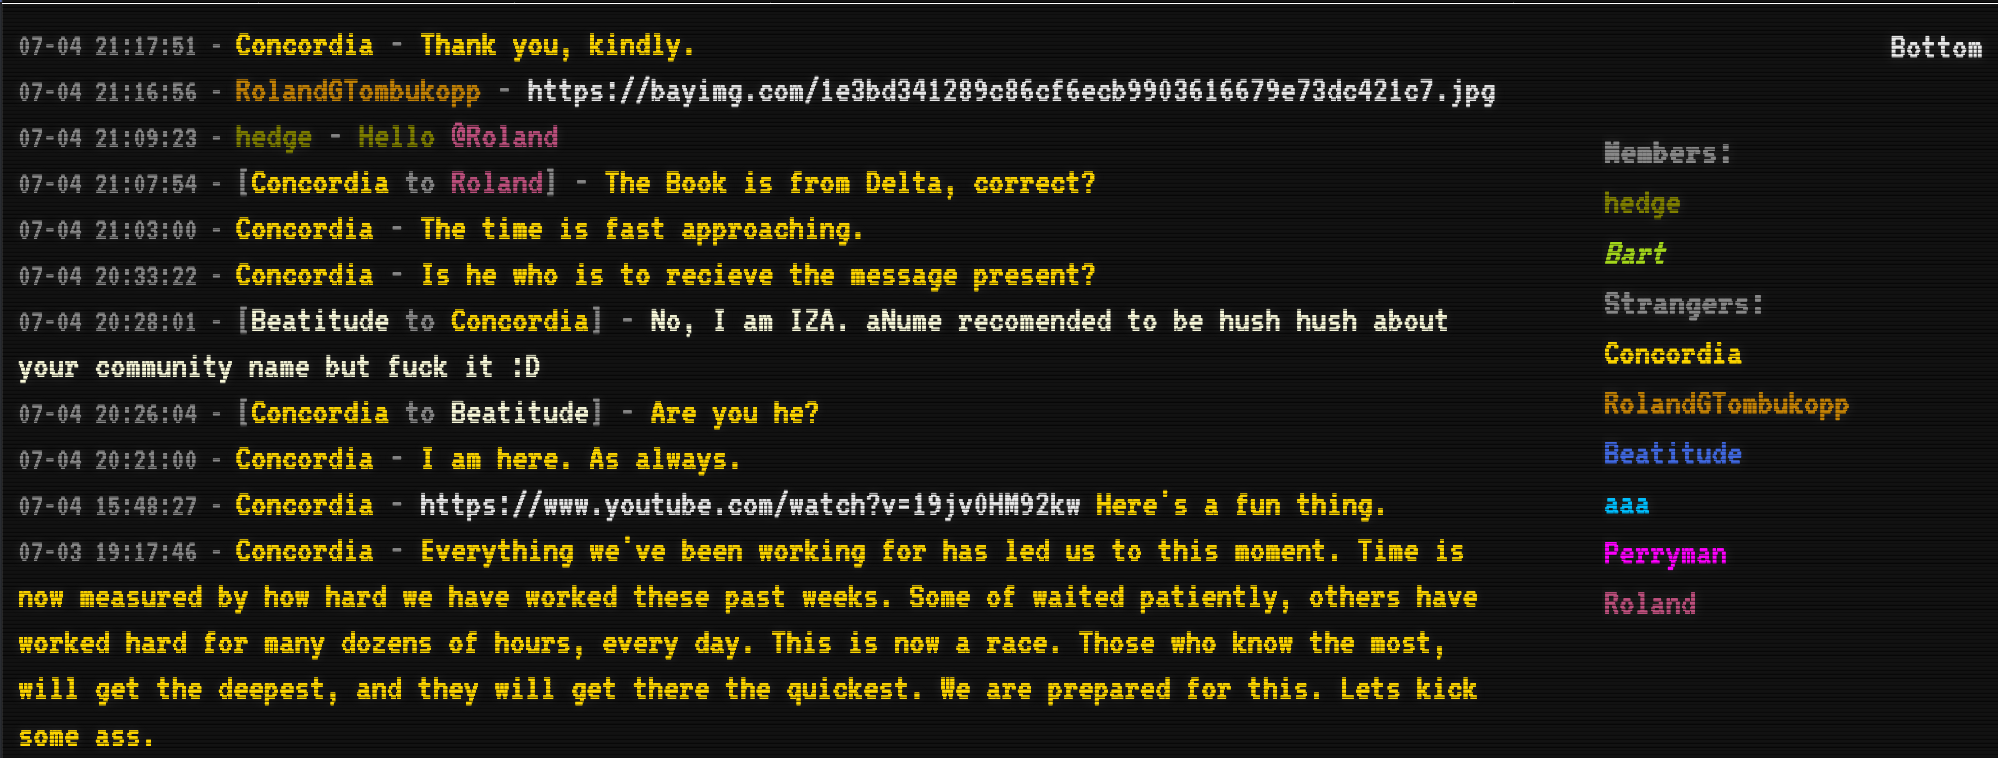 07-04 21:17:51 - Concordia - Thank you, kindly.
Bottom
07-04 21:16:56 - RolandGTombukopp - https://bayimg.com/1e3bd341289c86cf6ecb9903616679e73dc421c7.jpg
07-04 21:09:23 - hedge - Hello @Roland
07-04 21:07:54 - [Concordia to Roland] - The Book is from Delta, correct?
07-04 21:03:00 - Concordia - The time is fast approaching.
07-04 20:33:22 - Concordia - Is he who is to recieve the message present?
07-04 20:28:01 - [Beatitude to Concordia] - No, I am IZA. aNume recomended to be hush hush about
your community name but fuck it :D
07-04 20:26:04 - [Concordia to Beatitude] - Are you he?
07-04 20:21:00 - Concordia - I am here. As always.
07-04 15:48:27 - Concordia - https://www.youtube.com/watch?v=19jv0HM92kw Here's a fun thing.
07-03 19:17:46 - Concordia - Everything we've been working for has led us to this moment. Time is
now measured by how hard we have worked these past weeks. Some of waited patiently, others have
worked hard for many dozens of hours, every day. This is now a race. Those who know the most,
will get the deepest, and they will get there the quickest. We are prepared for this. Lets kick
some ass.
Members:
hedge
Bart
Strangers:
Concordia
RolandGTombukopp
Beatitude
aaa
Perryman
Roland